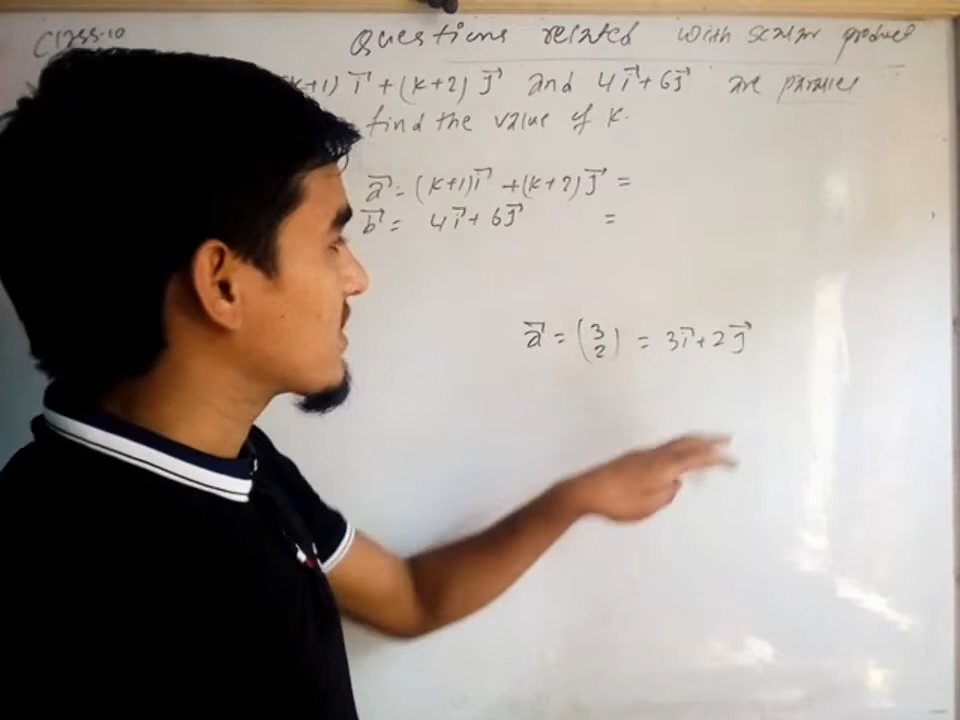 Class-10
Questions related with scalar product
k+1) i⃗ + (k+2) j⃗ and 4i⃗ + 6j⃗ are parallel
find the value of k.
a⃗ = (k+1)i⃗ + (k+2)j⃗ =
b⃗ = 4i⃗ + 6j⃗ =
a⃗ = (3 2) = 3i⃗ + 2j⃗